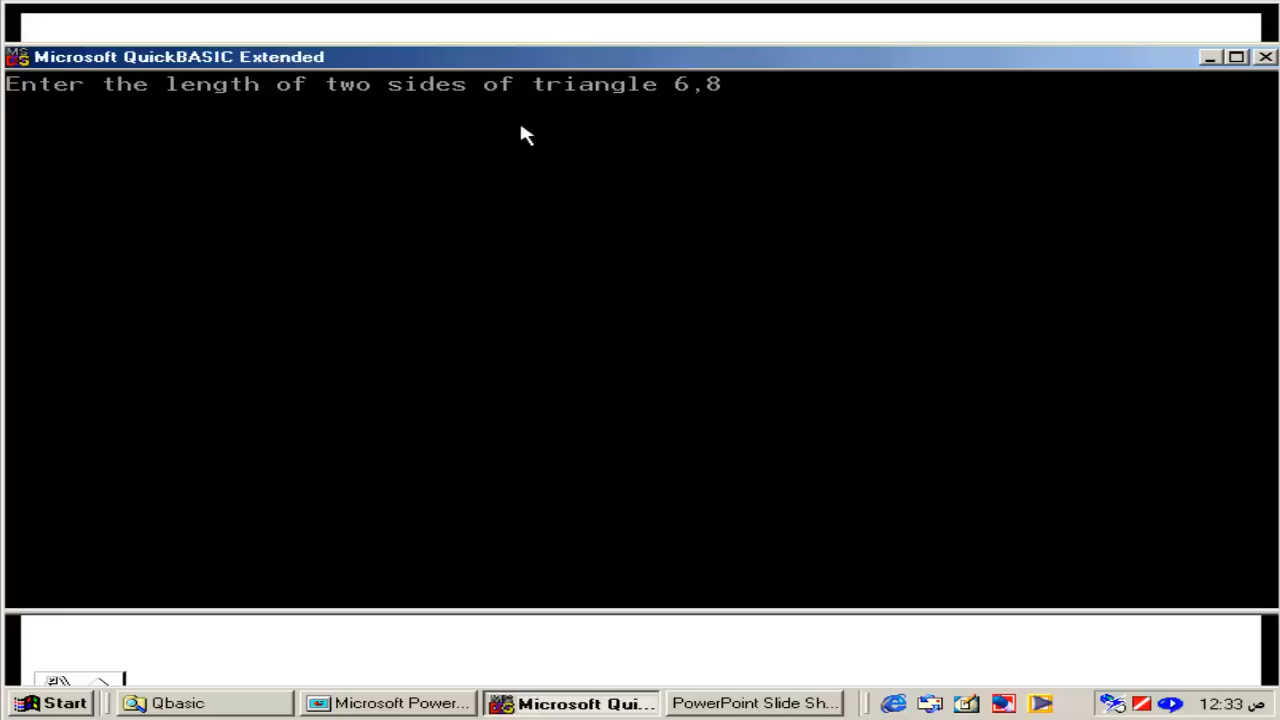 Microsoft QuickBASIC Extended
Enter the length of two sides of triangle 6,8
Start
Qbasic
Microsoft Power...
Microsoft Qui...
PowerPoint Slide Sh...
12:33 ص